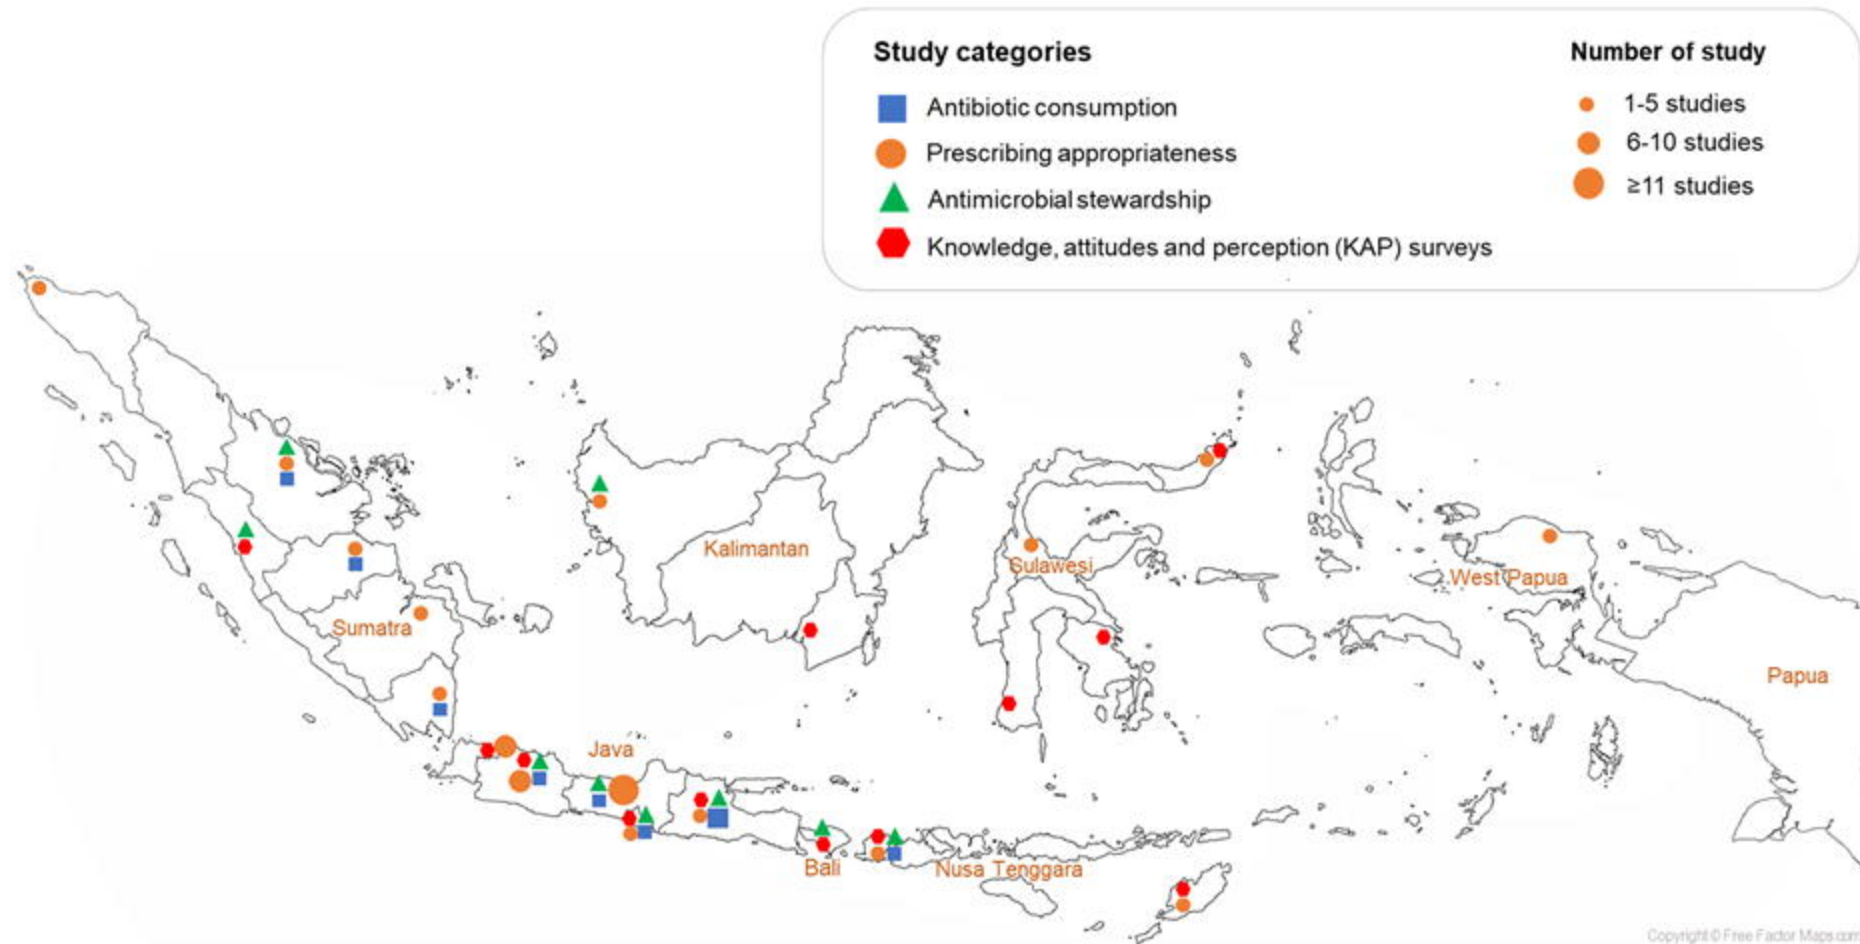 Study categories
Antibiotic consumption
Prescribing appropriateness
Antimicrobial stewardship
Knowledge, attitudes and perception (KAP) surveys
Number of study
1-5 studies
6-10 studies
≥11 studies
Kalimantan
Sulawesi
West Papua
Sumatra
Papua
Java
Bali
Nusa Tenggara
Copyright © Free Factor Maps.com